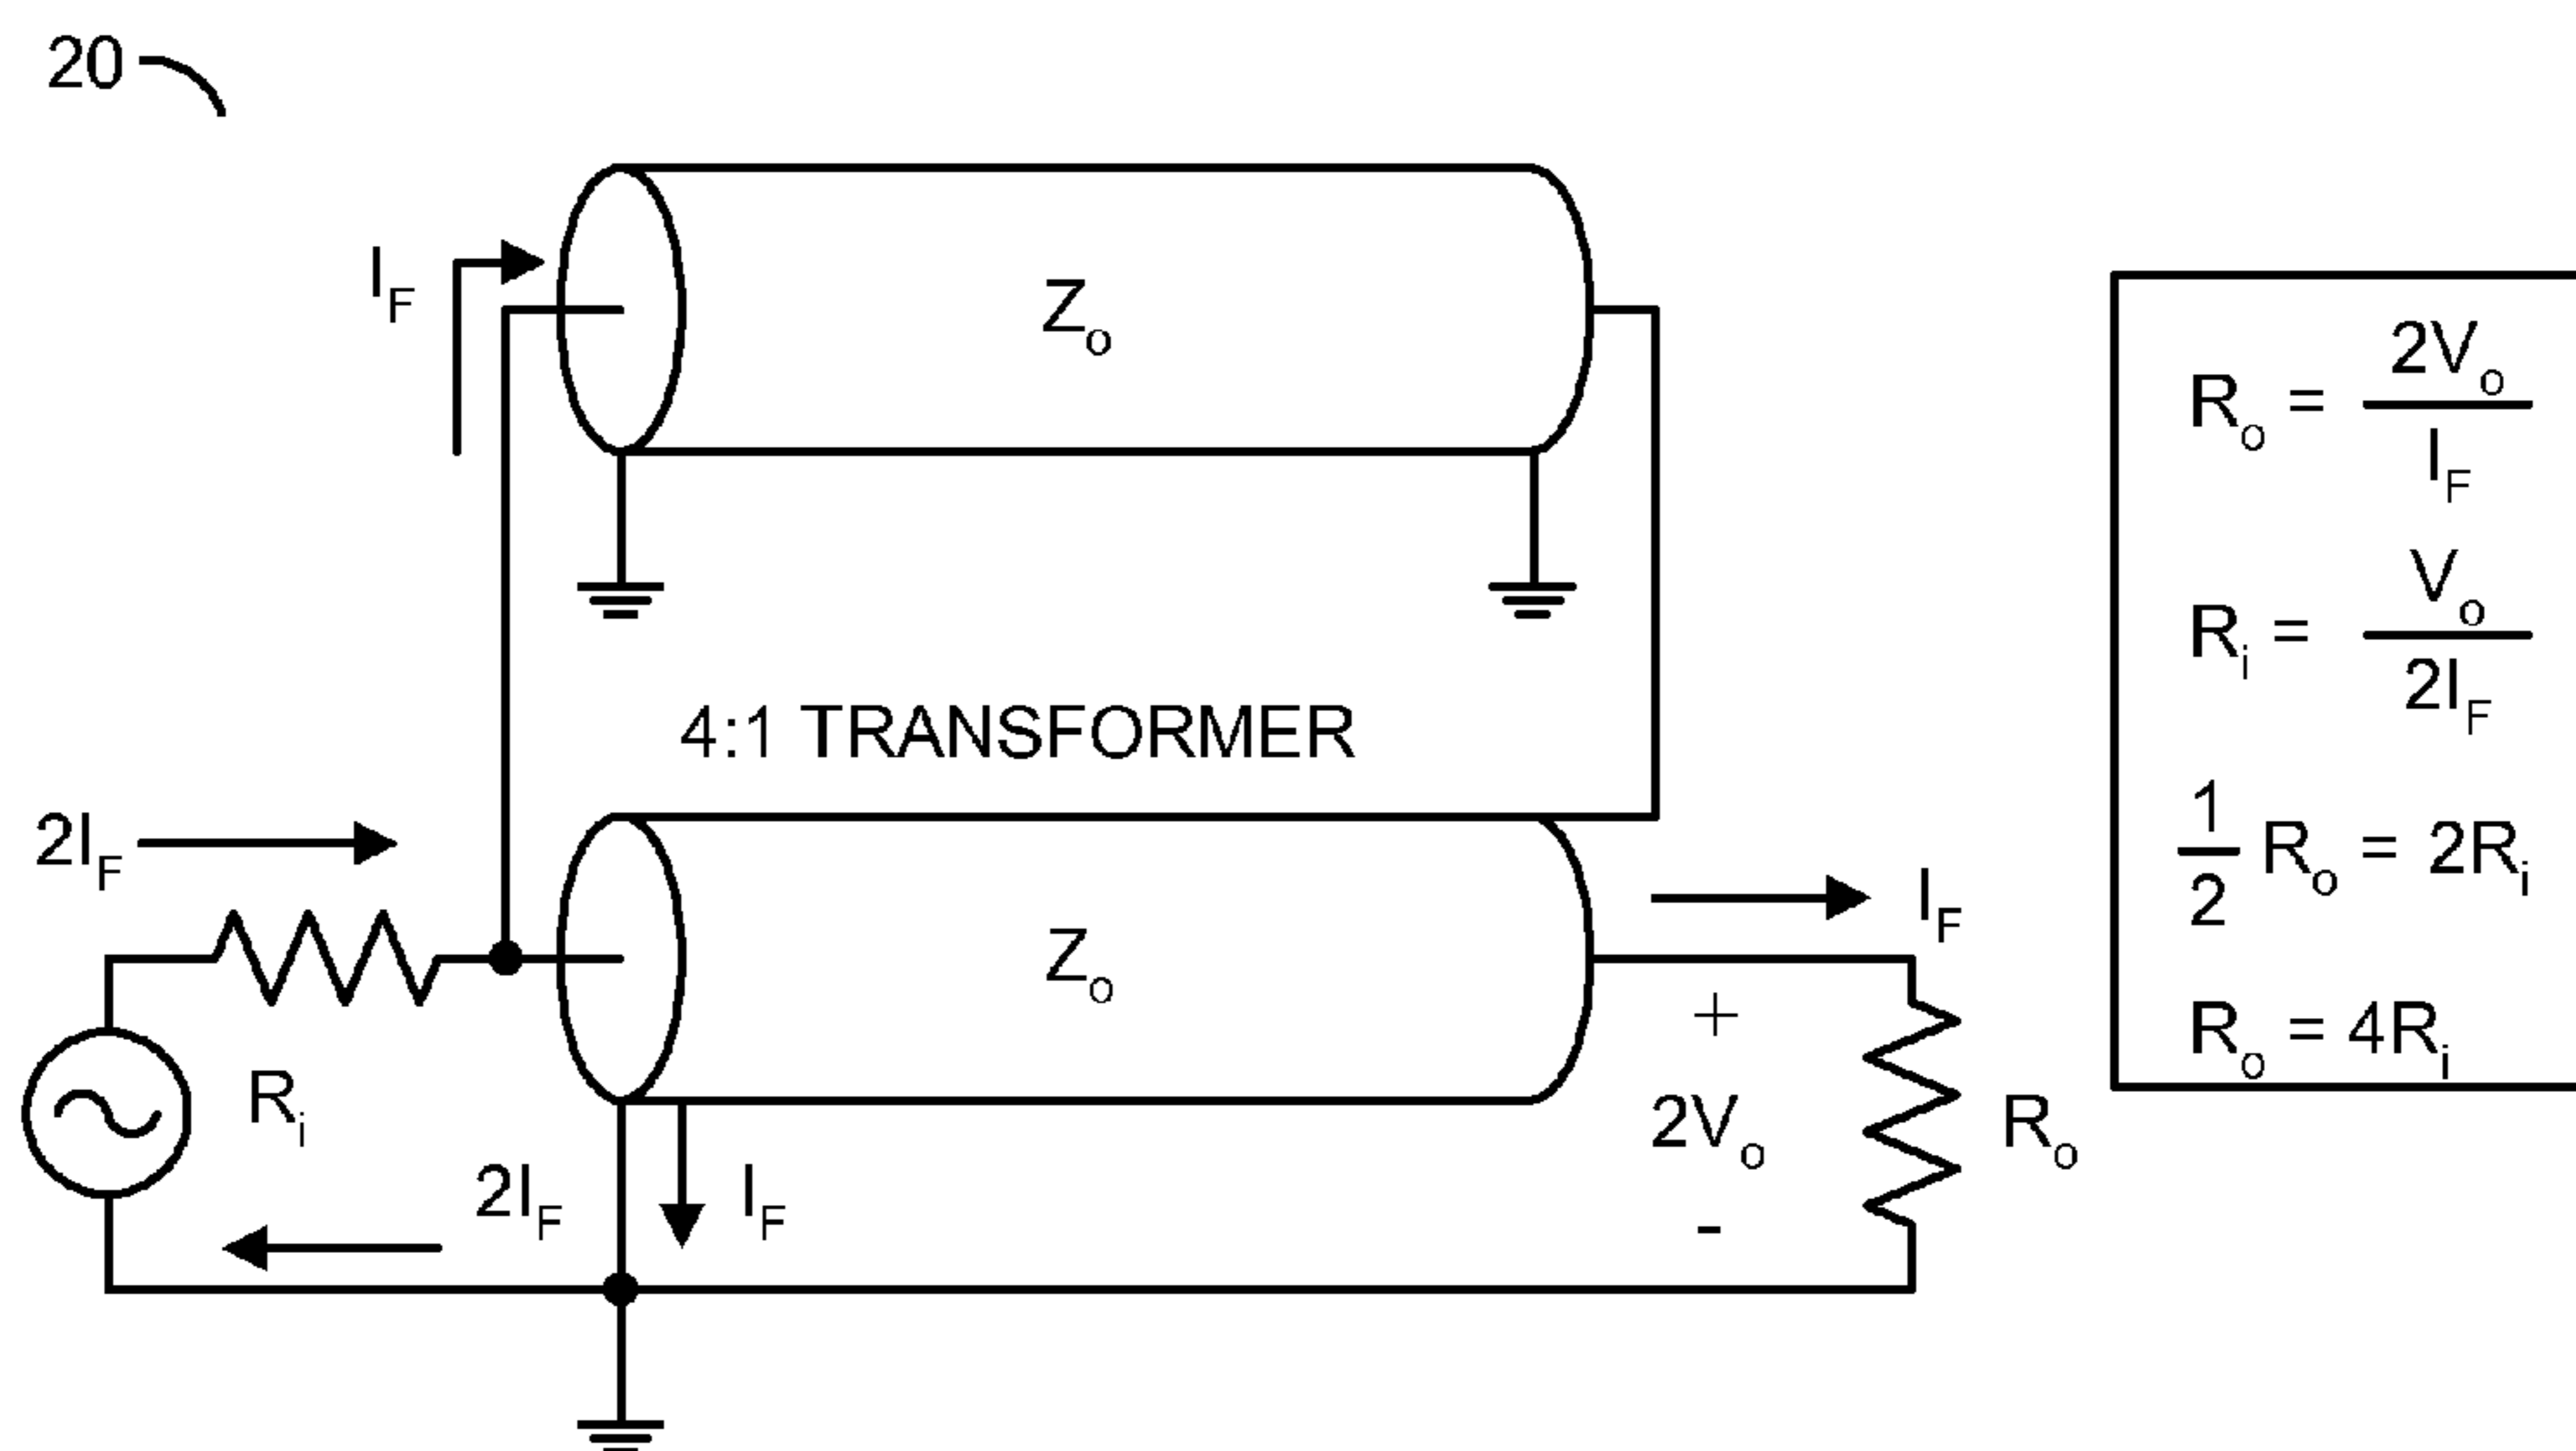 20
I_F
Z_o
4:1 TRANSFORMER
2I_F
Z_o
I_F
R_i
2I_F
I_F
+
2V_o
-
R_o
R_o = 2V_o / I_F
R_i = V_o / 2I_F
1/2 R_o = 2R_i
R_o = 4R_i